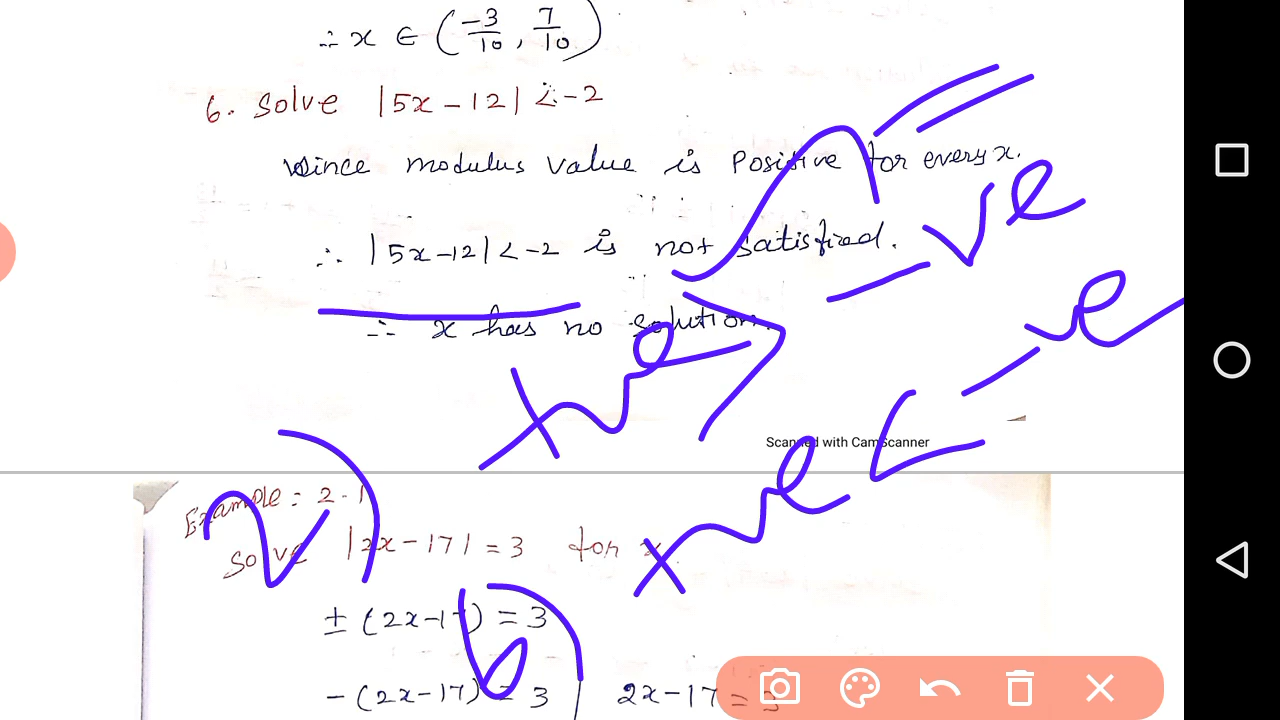 ∴ x ∈ (-3/10, 7/10)
6. Solve |5x-12| < -2
Since modulus value is Positive for every x.
∴ |5x-12| < -2 is not satisfied.
-ve
∴ x has no solution.
+ve > -ve
+ve < -ve
Scanned with CamScanner
Example: 2.1
Solve |2x-17| = 3 for x
± (2x-17) = 3
-(2x-17) = 3 | 2x-17 = 3